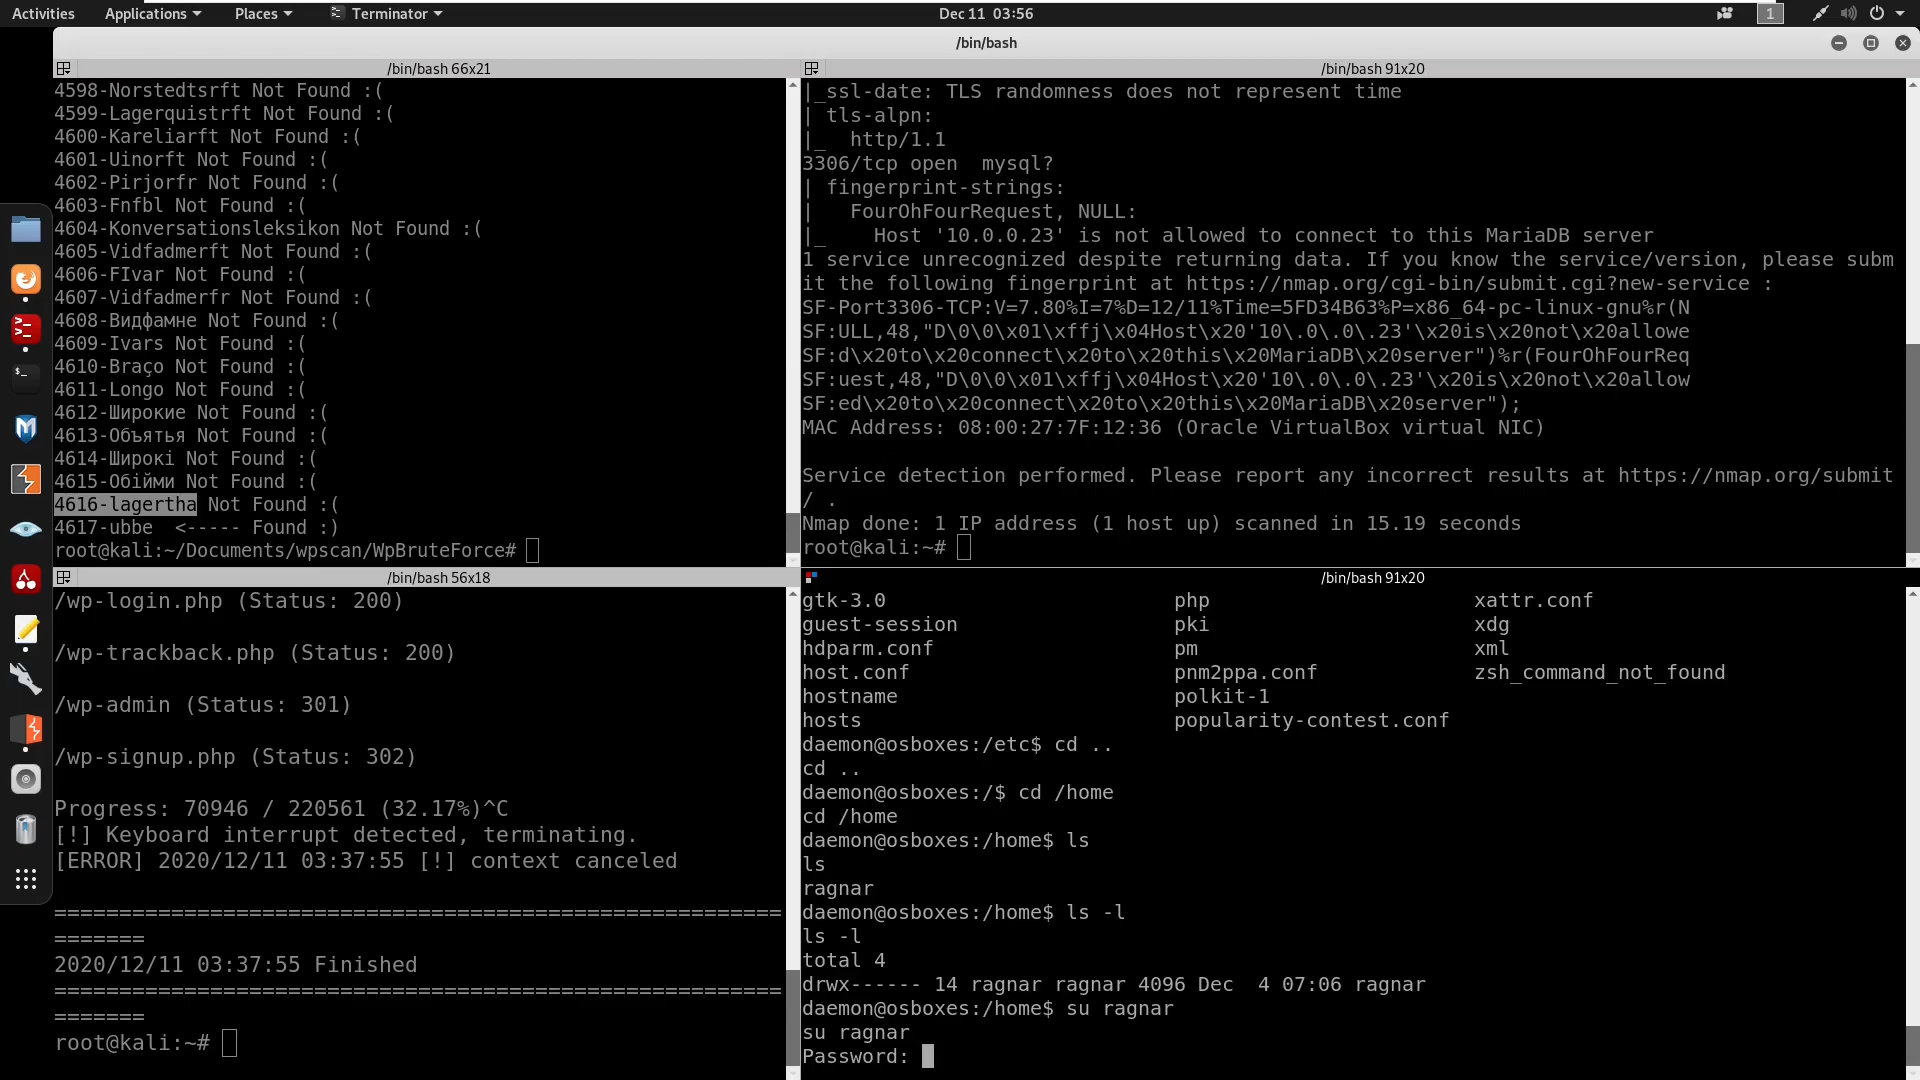 Activities Applications Places Terminator Dec 11 03:56 1
/bin/bash
/bin/bash 66x21
4598-Norstedtsrft Not Found :(
4599-Lagerquistrft Not Found :(
4600-Kareliarft Not Found :(
4601-Uinorft Not Found :(
4602-Pirjorfr Not Found :(
4603-Fnfbl Not Found :(
4604-Konversationsleksikon Not Found :(
4605-Vidfadmerft Not Found :(
4606-FIvar Not Found :(
4607-Vidfadmerfr Not Found :(
4608-Видфамне Not Found :(
4609-Ivars Not Found :(
4610-Braço Not Found :(
4611-Longo Not Found :(
4612-Широкие Not Found :(
4613-Объятья Not Found :(
4614-Широкі Not Found :(
4615-Обійми Not Found :(
4616-lagertha Not Found :(
4617-ubbe  <----- Found :)
root@kali:~/Documents/wpscan/WpBruteForce#
/bin/bash 91x20
|_ssl-date: TLS randomness does not represent time
| tls-alpn:
|_  http/1.1
3306/tcp open  mysql?
| fingerprint-strings:
|   FourOhFourRequest, NULL:
|_    Host '10.0.0.23' is not allowed to connect to this MariaDB server
1 service unrecognized despite returning data. If you know the service/version, please subm
it the following fingerprint at https://nmap.org/cgi-bin/submit.cgi?new-service :
SF-Port3306-TCP:V=7.80%I=7%D=12/11%Time=5FD34B63%P=x86_64-pc-linux-gnu%r(N
SF:ULL,48,"D\0\0\x01\xffj\x04Host\x20'10\.0\.0\.23'\x20is\x20not\x20allowe
SF:d\x20to\x20connect\x20to\x20this\x20MariaDB\x20server")%r(FourOhFourReq
SF:uest,48,"D\0\0\x01\xffj\x04Host\x20'10\.0\.0\.23'\x20is\x20not\x20allow
SF:ed\x20to\x20connect\x20to\x20this\x20MariaDB\x20server");
MAC Address: 08:00:27:7F:12:36 (Oracle VirtualBox virtual NIC)
Service detection performed. Please report any incorrect results at https://nmap.org/submit
/ .
Nmap done: 1 IP address (1 host up) scanned in 15.19 seconds
root@kali:~#
/bin/bash 56x18
/wp-login.php (Status: 200)
/wp-trackback.php (Status: 200)
/wp-admin (Status: 301)
/wp-signup.php (Status: 302)
Progress: 70946 / 220561 (32.17%)^C
[!] Keyboard interrupt detected, terminating.
[ERROR] 2020/12/11 03:37:55 [!] context canceled
========================================================
=======
2020/12/11 03:37:55 Finished
========================================================
=======
root@kali:~#
/bin/bash 91x20
gtk-3.0 php xattr.conf
guest-session pki xdg
hdparm.conf pm xml
host.conf pnm2ppa.conf zsh_command_not_found
hostname polkit-1
hosts popularity-contest.conf
daemon@osboxes:/etc$ cd ..
cd ..
daemon@osboxes:/$ cd /home
cd /home
daemon@osboxes:/home$ ls
ls
ragnar
daemon@osboxes:/home$ ls -l
ls -l
total 4
drwx------ 14 ragnar ragnar 4096 Dec  4 07:06 ragnar
daemon@osboxes:/home$ su ragnar
su ragnar
Password: